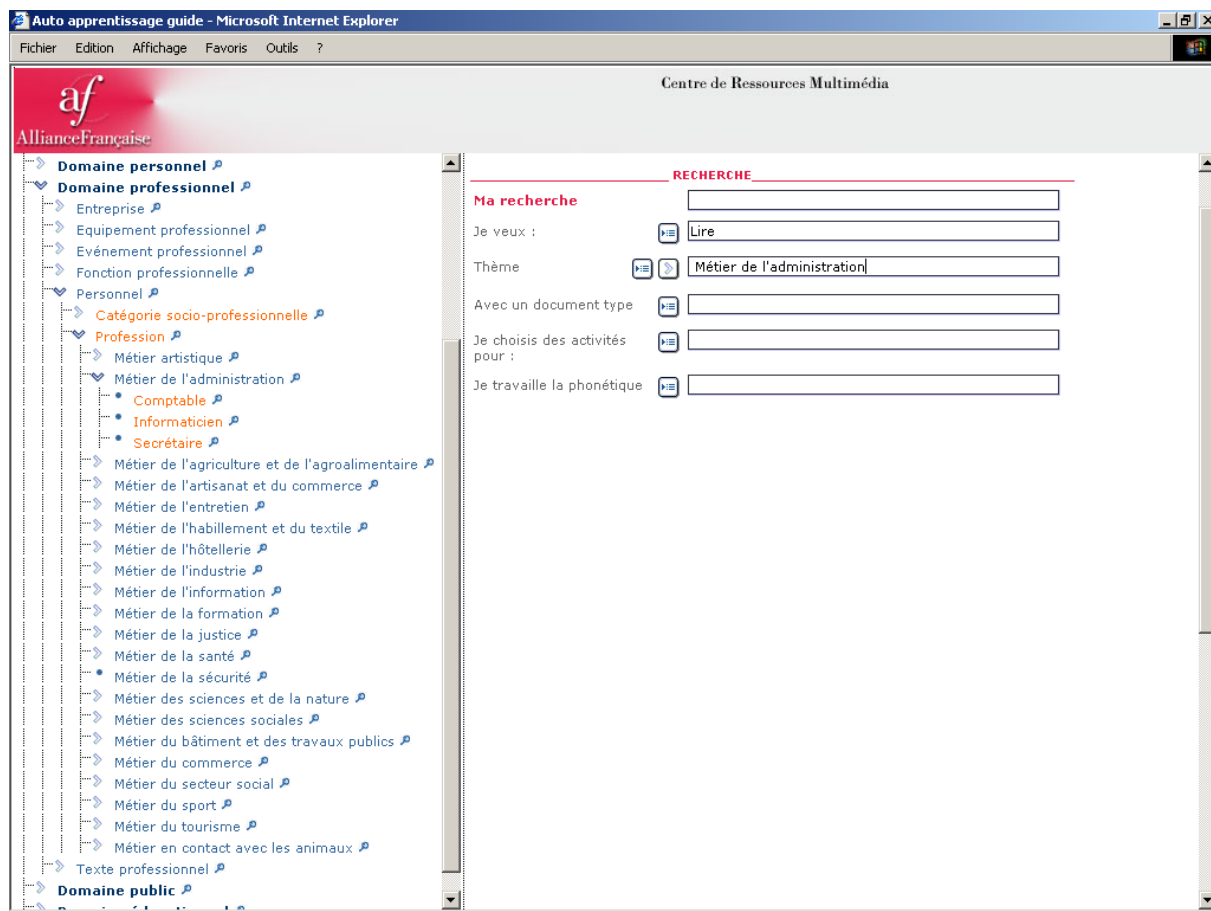 Auto apprentissage guide - Microsoft Internet Explorer
Fichier Edition Affichage Favoris Outils ?
Centre de Ressources Multimédia
af
AllianceFrançaise
Domaine personnel
Domaine professionnel
Entreprise
Equipement professionnel
Evénement professionnel
Fonction professionnelle
Personnel
Catégorie socio-professionnelle
Profession
Métier artistique
Métier de l'administration
Comptable
Informaticien
Secrétaire
Métier de l'agriculture et de l'agroalimentaire
Métier de l'artisanat et du commerce
Métier de l'entretien
Métier de l'habillement et du textile
Métier de l'hôtellerie
Métier de l'industrie
Métier de l'information
Métier de la formation
Métier de la justice
Métier de la santé
Métier de la sécurité
Métier des sciences et de la nature
Métier des sciences sociales
Métier du bâtiment et des travaux publics
Métier du commerce
Métier du secteur social
Métier du sport
Métier du tourisme
Métier en contact avec les animaux
Texte professionnel
Domaine public
RECHERCHE
Ma recherche
Je veux : Lire
Thème Métier de l'administration
Avec un document type
Je choisis des activités
pour :
Je travaille la phonétique